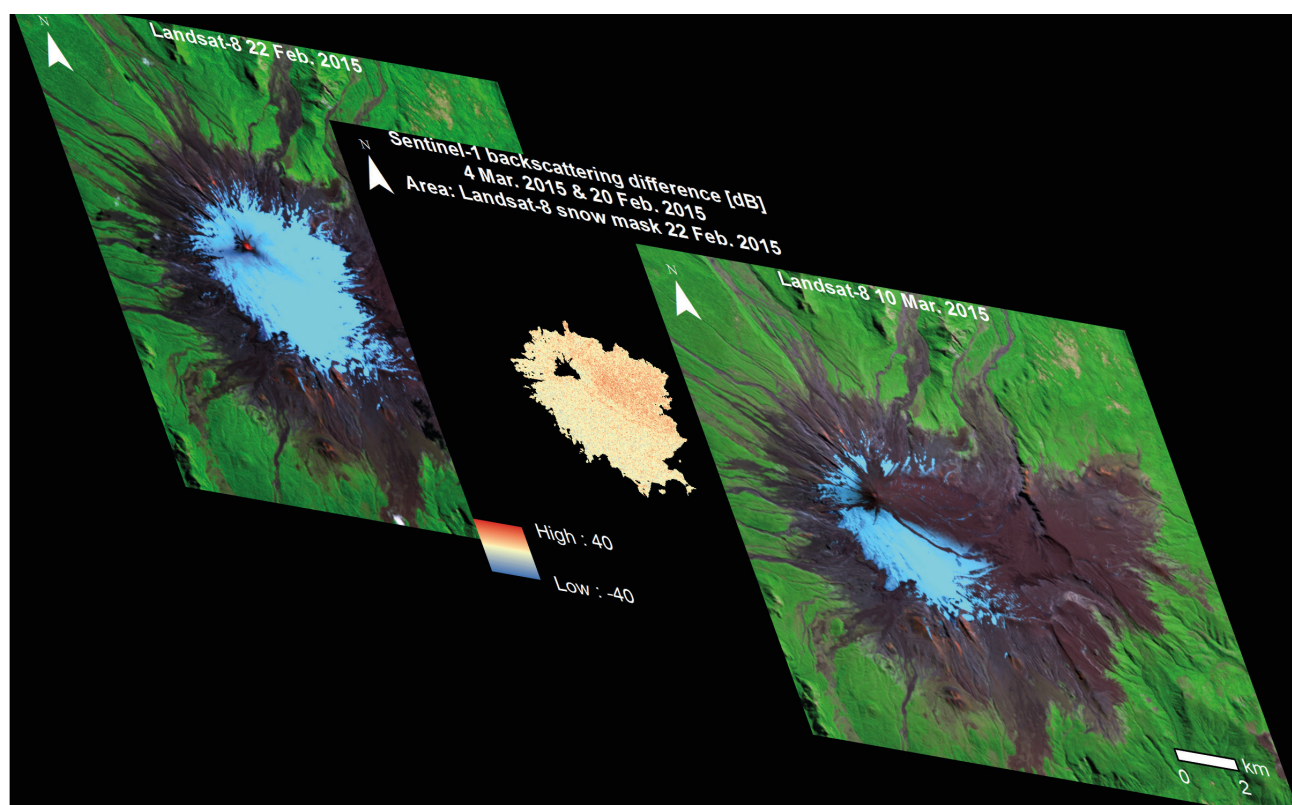 N
Landsat-8 22 Feb. 2015
N
Sentinel-1 backscattering difference [dB]
4 Mar. 2015 & 20 Feb. 2015
Area: Landsat-8 snow mask 22 Feb. 2015
High : 40
Low : -40
N
Landsat-8 10 Mar. 2015
km
0 2